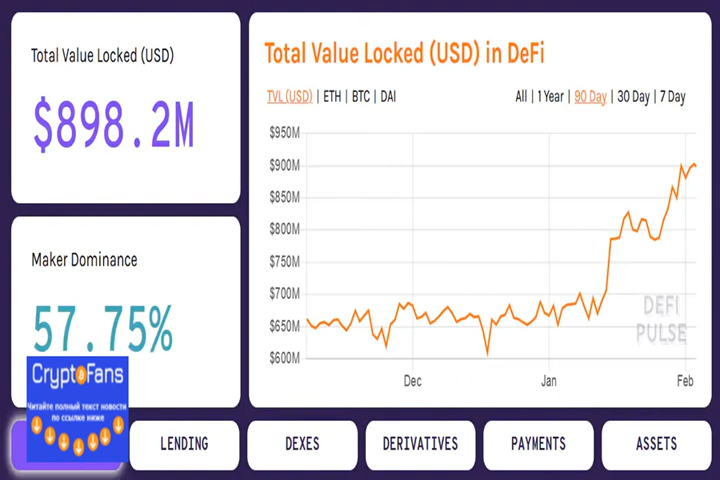 Total Value Locked (USD)
$898.2M
Maker Dominance
57.75%
Total Value Locked (USD) in DeFi
TVL (USD) | ETH | BTC | DAI
All | 1 Year | 90 Day | 30 Day | 7 Day
$950M
$900M
$850M
$800M
$750M
$700M
$650M
$600M
Dec
Jan
Feb
DEFI
PULSE
CryptoFans
Читайте полный текст новости
по ссылке ниже
LENDING
DEXES
DERIVATIVES
PAYMENTS
ASSETS